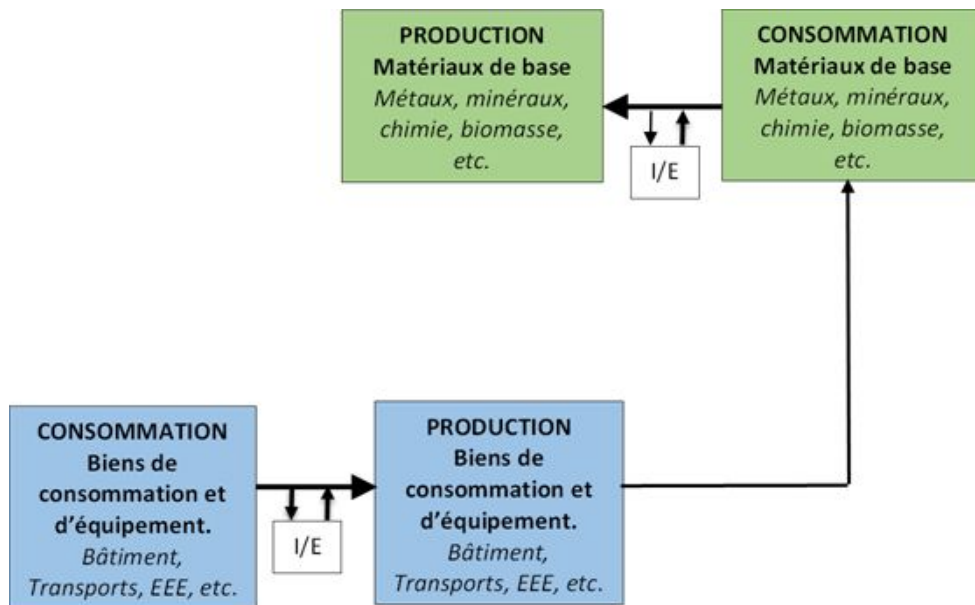 PRODUCTION
Matériaux de base
Métaux, minéraux,
chimie, biomasse,
etc.
I/E
CONSOMMATION
Matériaux de base
Métaux, minéraux,
chimie, biomasse,
etc.
CONSOMMATION
Biens de
consommation et
d'équipement.
Bâtiment,
Transports, EEE, etc.
I/E
PRODUCTION
Biens de
consommation et
d'équipement.
Bâtiment,
Transports, EEE, etc.